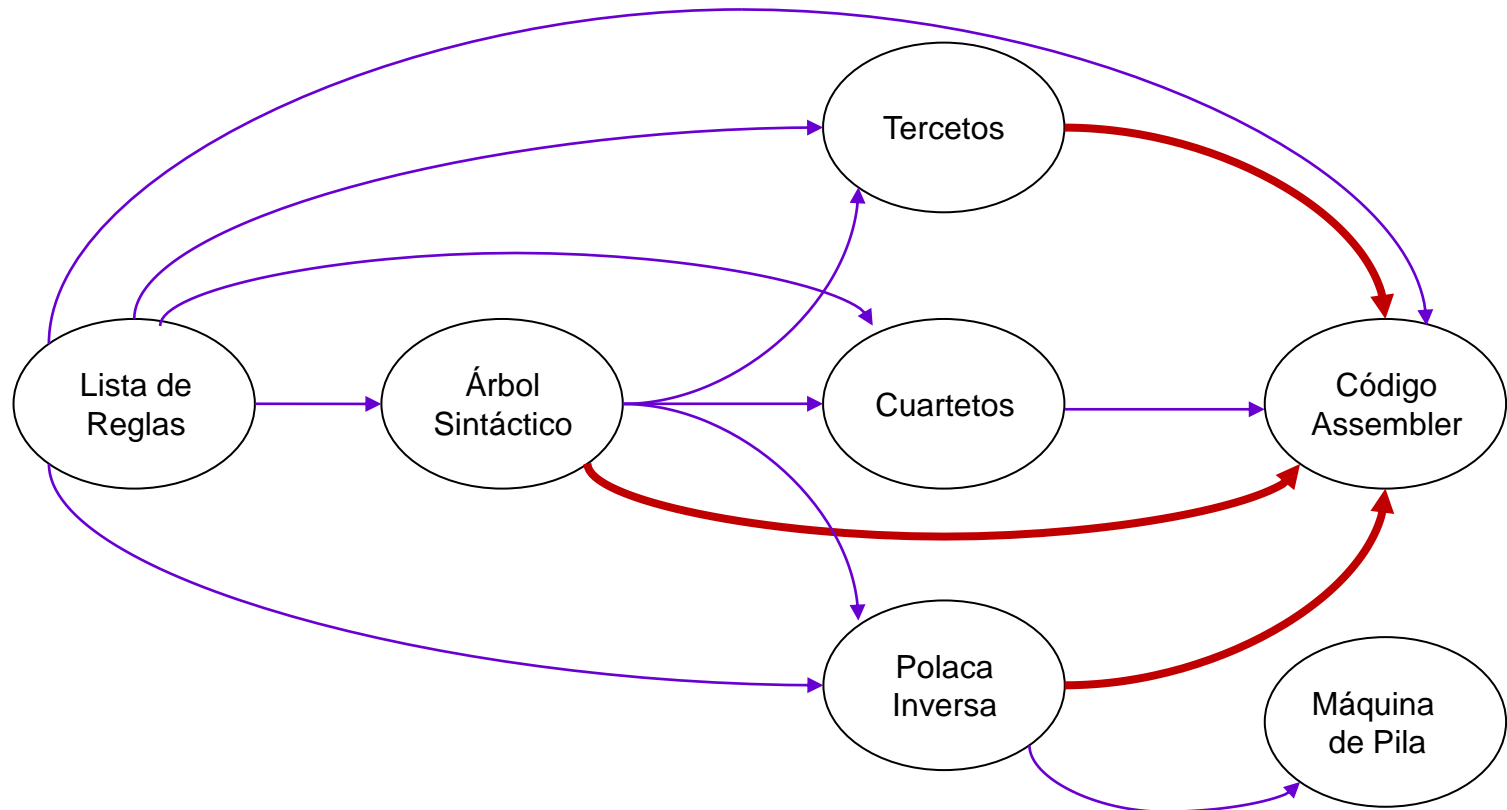 Tercetos
Lista de
Reglas
Árbol
Sintáctico
Cuartetos
Código
Assembler
Polaca
Inversa
Máquina
de Pila